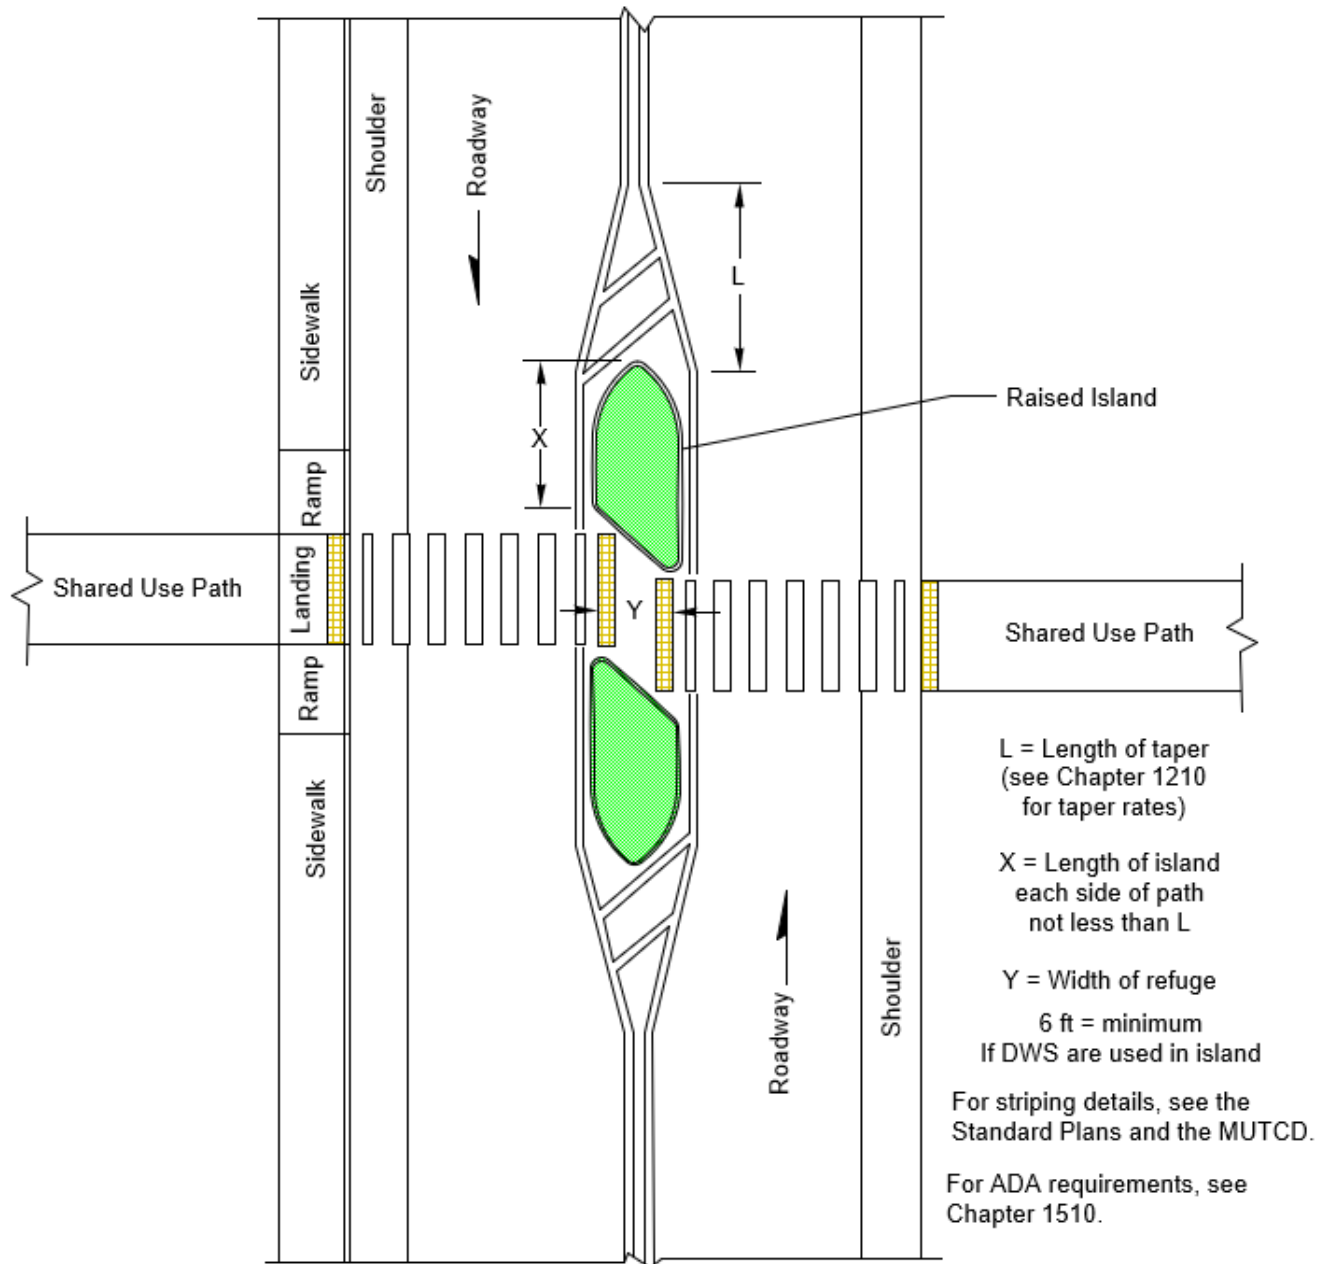 Shoulder
Roadway
Sidewalk
L
Raised Island
X
Ramp
Shared Use Path
Landing
Y
Shared Use Path
Ramp
Sidewalk
Roadway
Shoulder
L = Length of taper
(see Chapter 1210
for taper rates)
X = Length of island
each side of path
not less than L
Y = Width of refuge
6 ft = minimum
If DWS are used in island
For striping details, see the
Standard Plans and the MUTCD.
For ADA requirements, see
Chapter 1510.